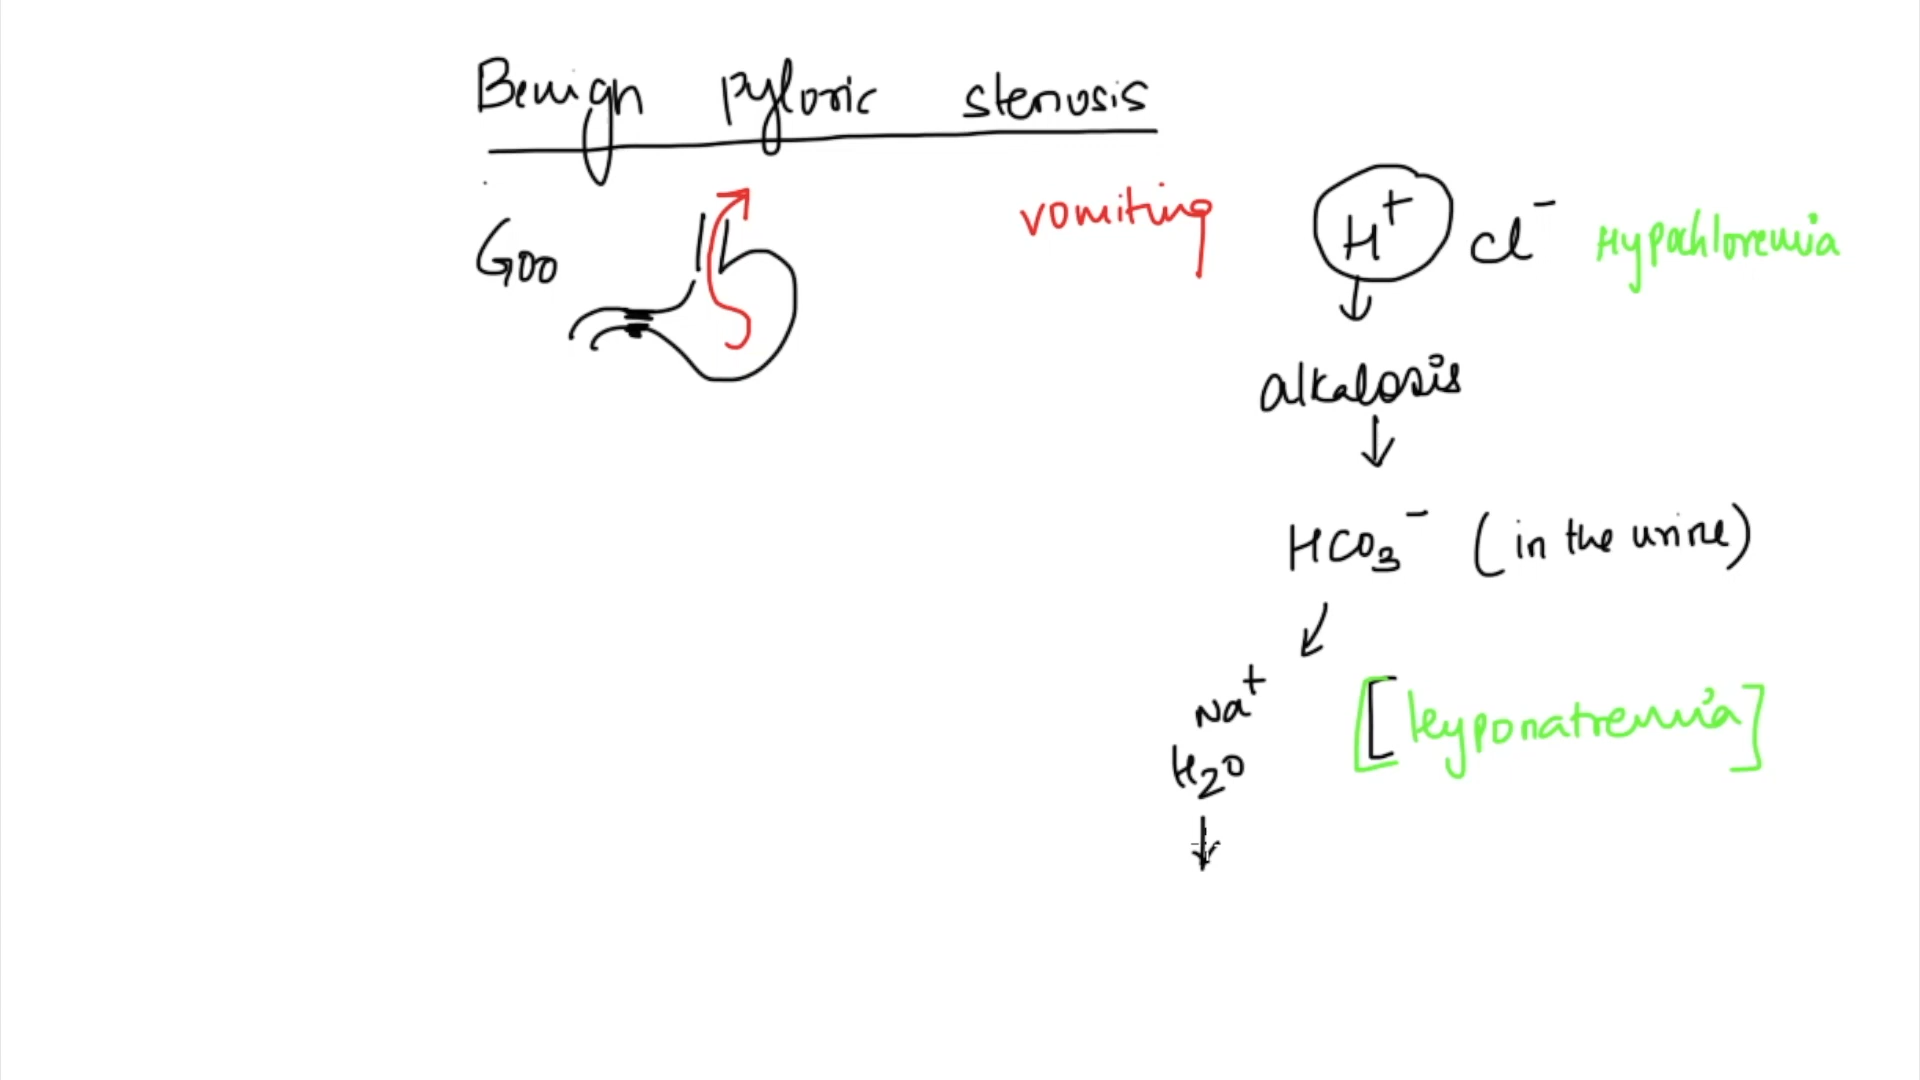 Benign pyloric stenosis
GOO
vomiting
H+ Cl- Hypochloremia
alkalosis
HCO3- (in the urine)
Na+
[hyponatremia]
H2O